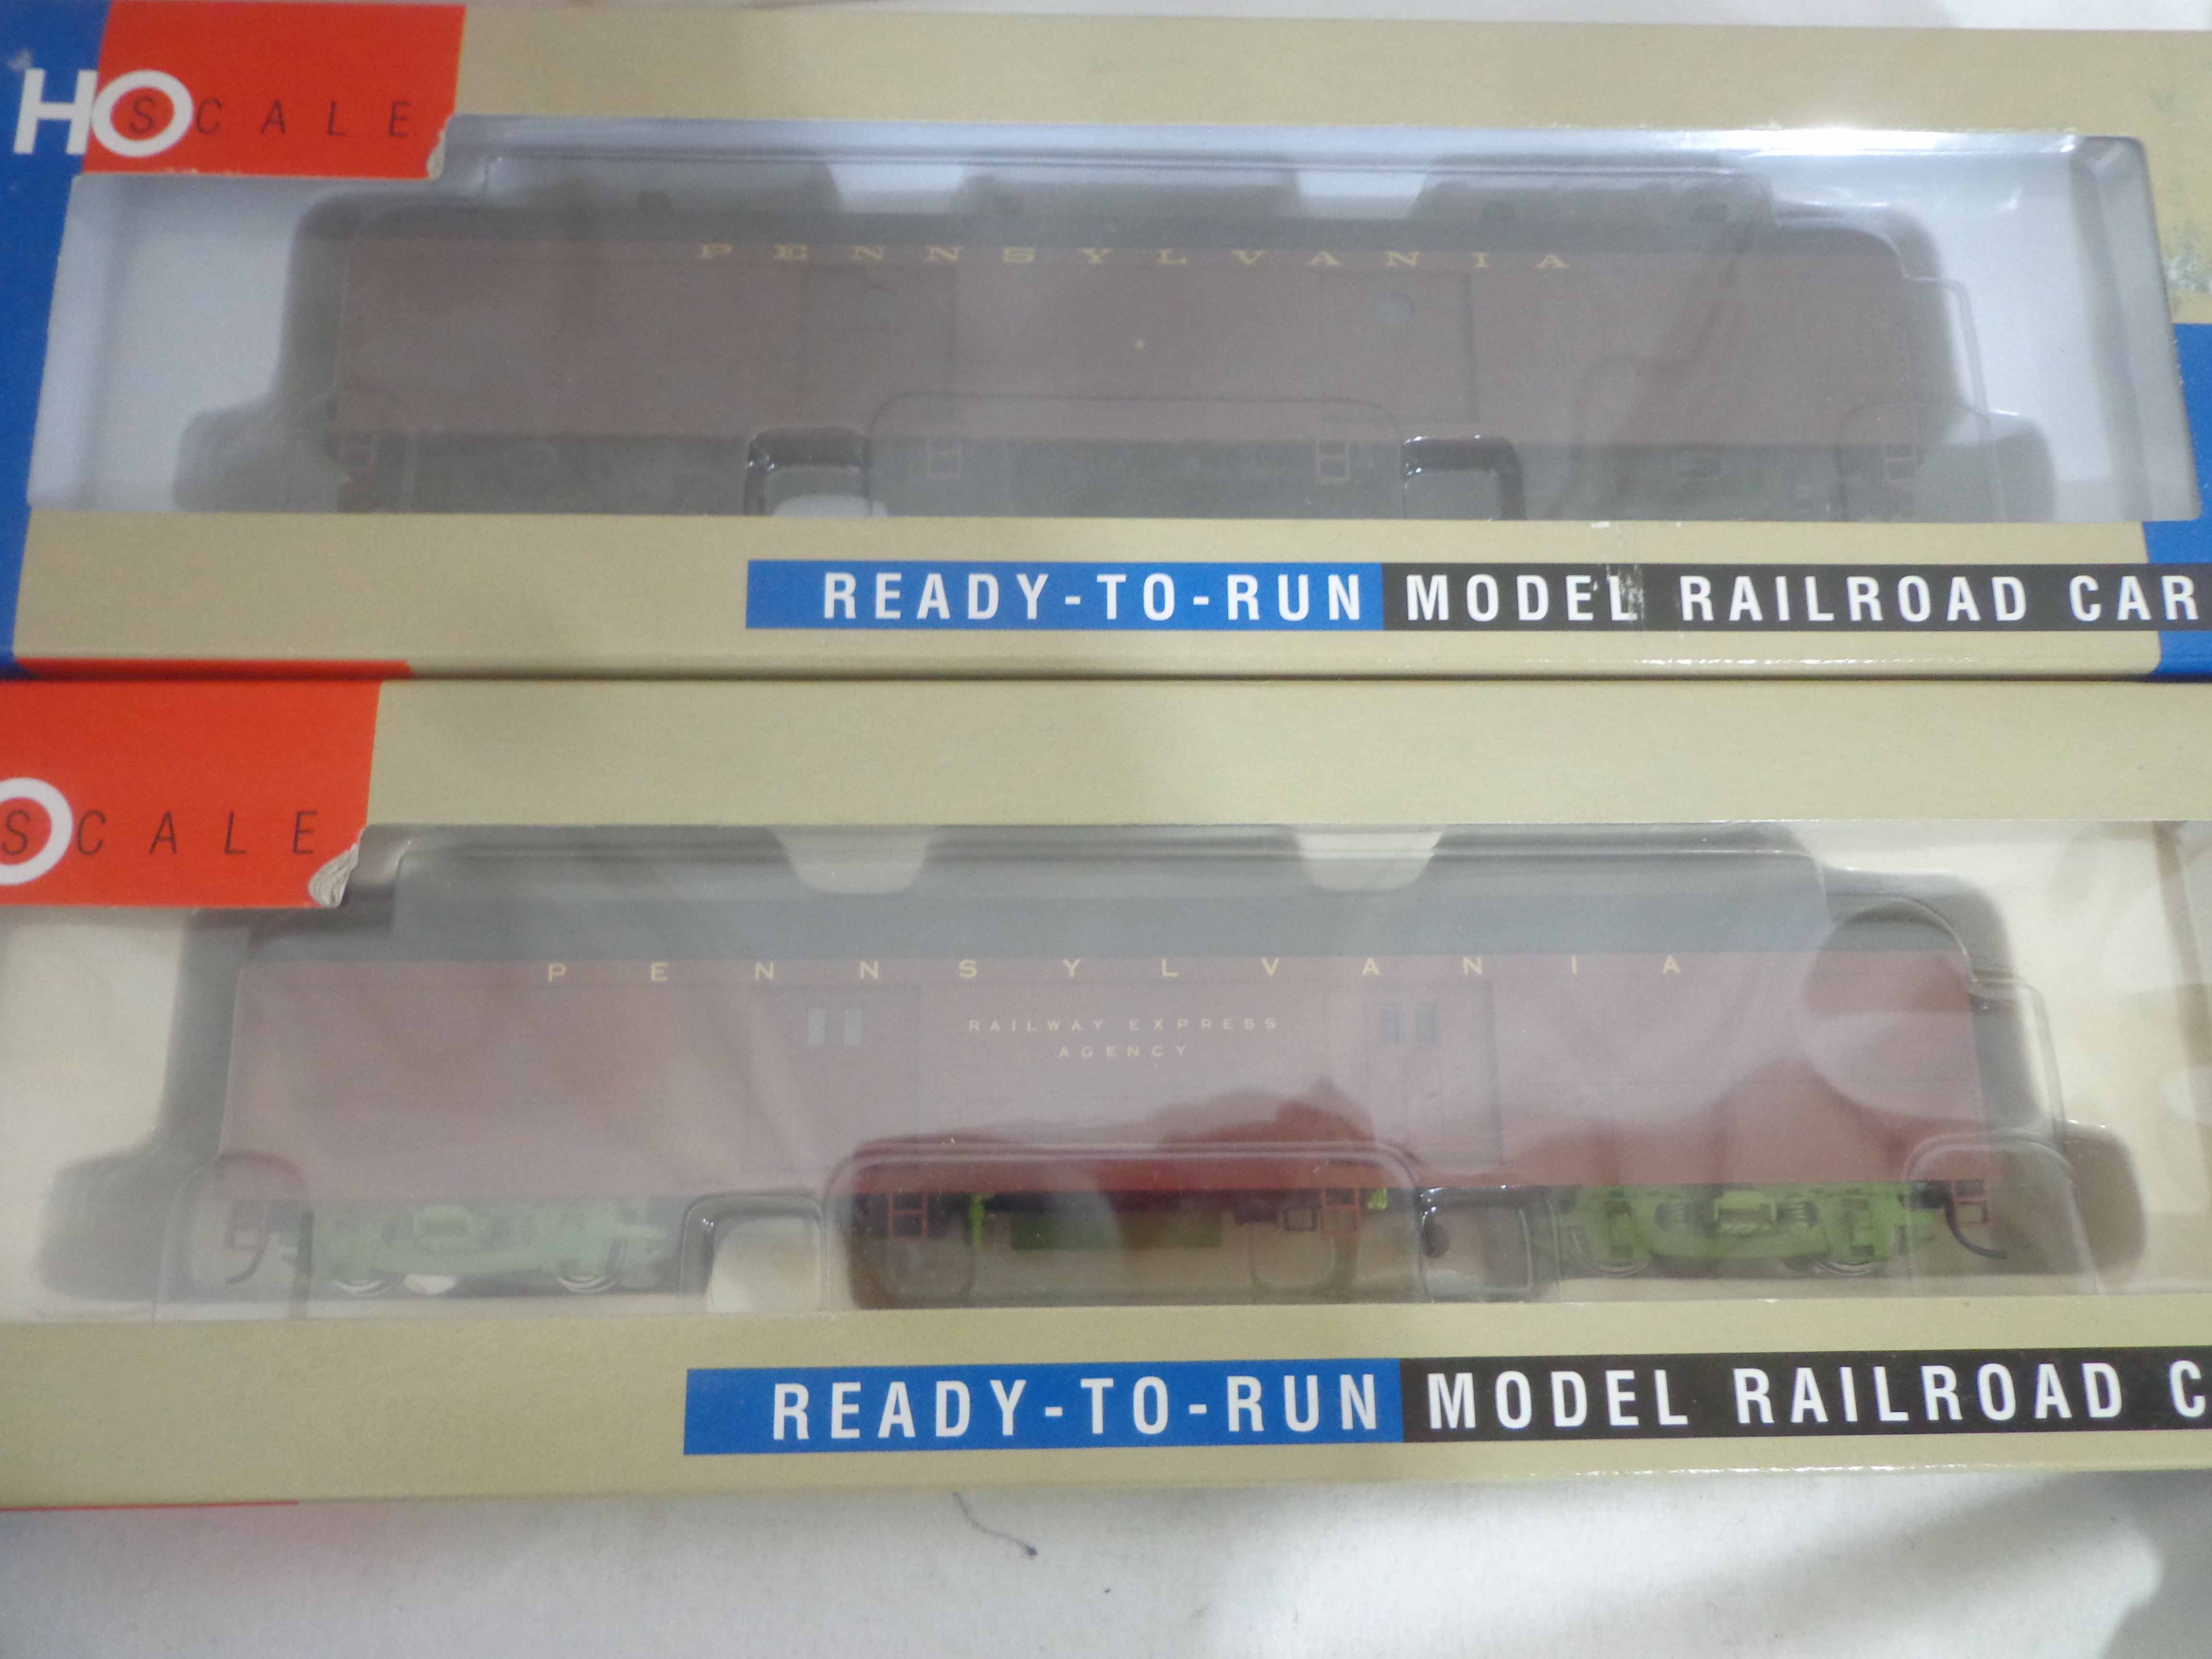 HO SCALE
PENNSYLVANIA
READY-TO-RUN MODEL RAILROAD CAR
O SCALE
PENNSYLVANIA
RAILWAY EXPRESS
AGENCY
READY-TO-RUN MODEL RAILROAD C